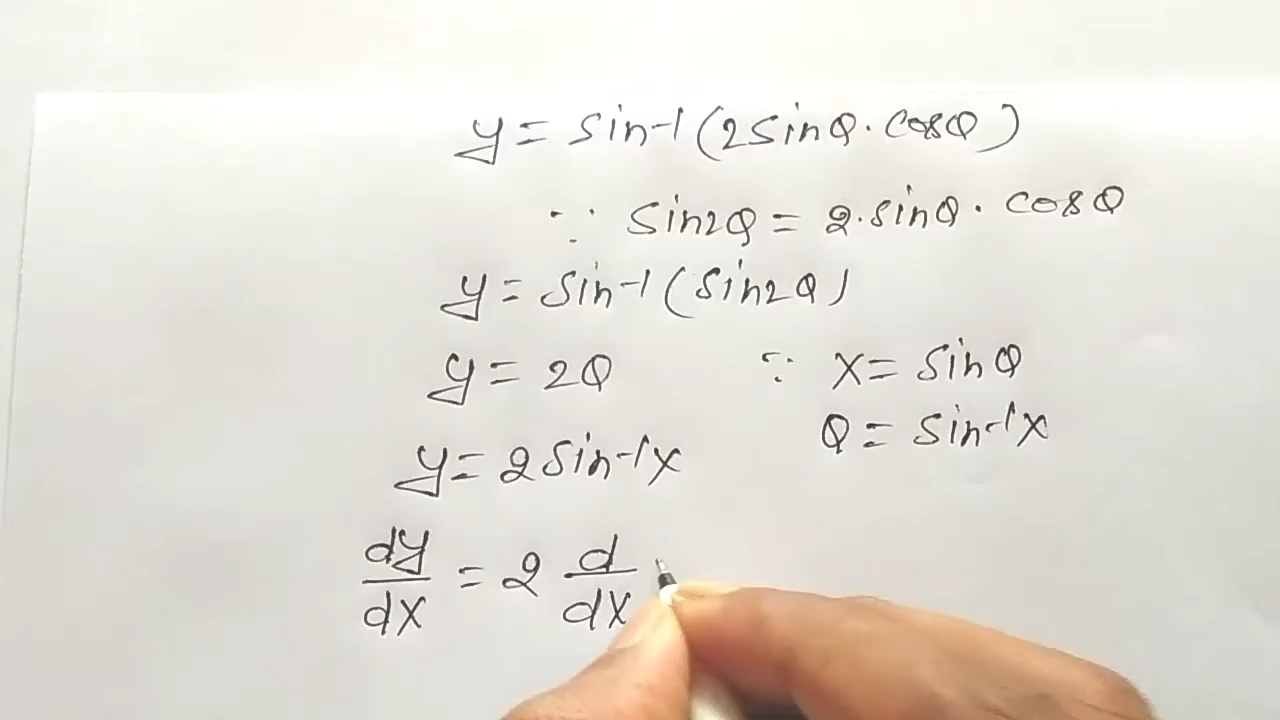 y = sin-1 (2sinθ. cosθ)
∵ sin2θ = 2.sinθ. cosθ
y = sin-1 (sin2θ)
y = 2θ ∵ x = sinθ
θ = sin-1x
y = 2sin-1x
dy/dx = 2 d/dx